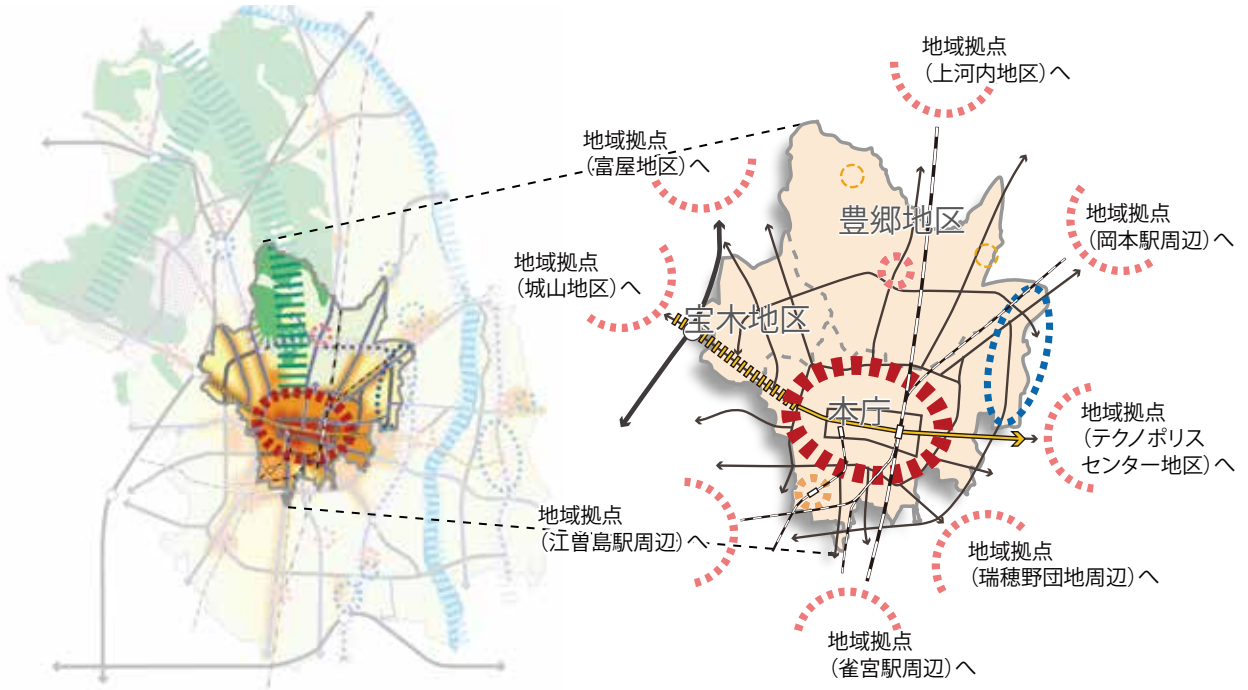 地域拠点
(上河内地区)へ
地域拠点
(富屋地区)へ
豊郷地区
地域拠点
(岡本駅周辺)へ
地域拠点
(城山地区)へ
宝木地区
本庁
地域拠点
(テクノポリス
センター地区)へ
地域拠点
(江曽島駅周辺)へ
地域拠点
(瑞穂野団地周辺)へ
地域拠点
(雀宮駅周辺)へ